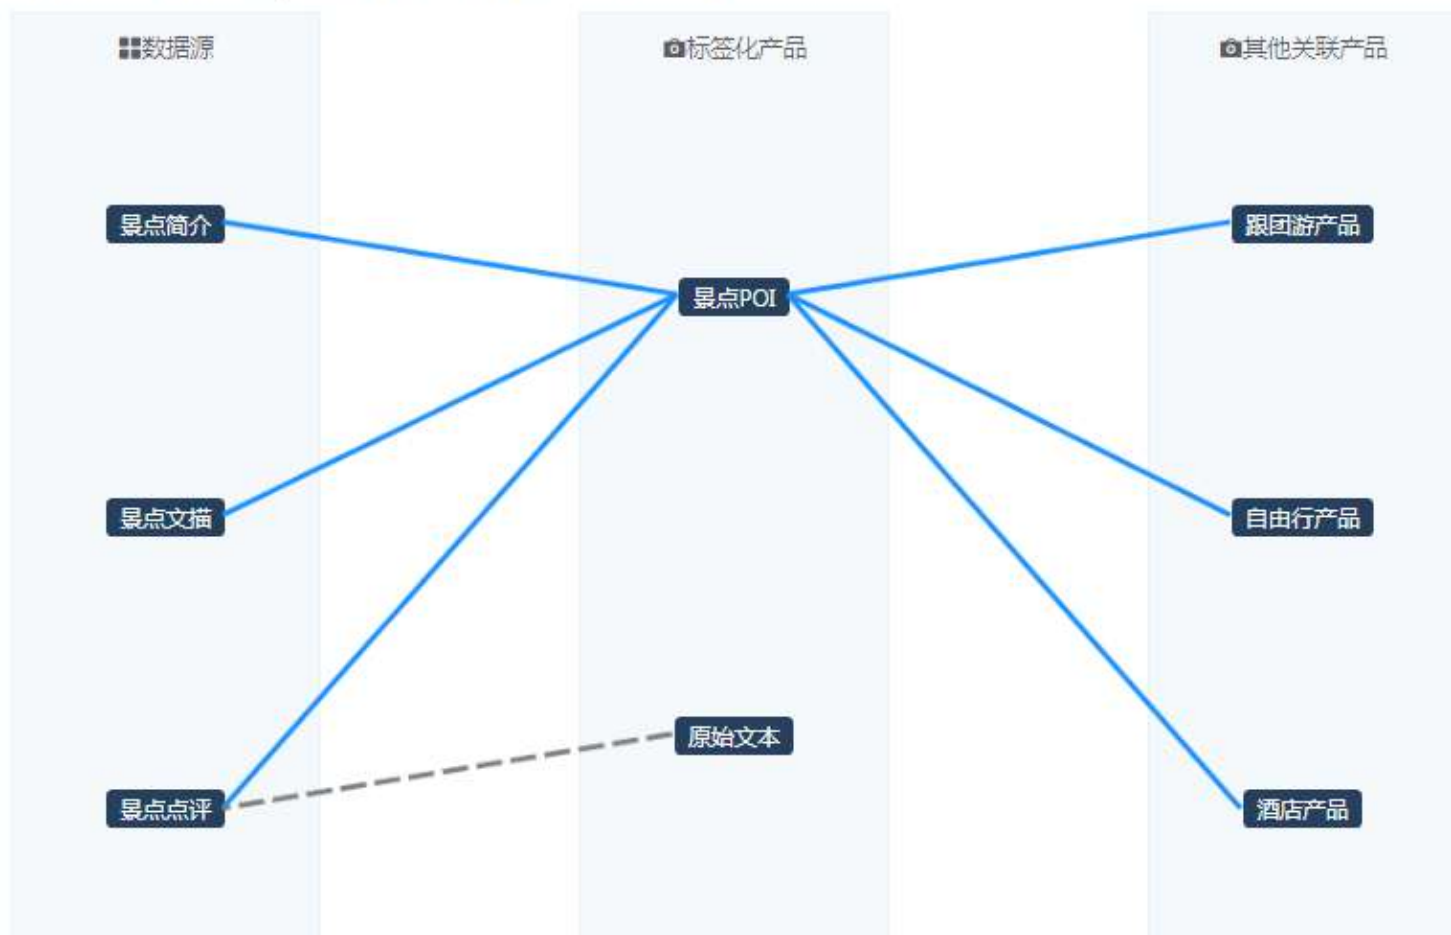 数据源
标签化产品
其他关联产品
景点简介
跟团游产品
景点POI
景点文描
自由行产品
原始文本
景点点评
酒店产品